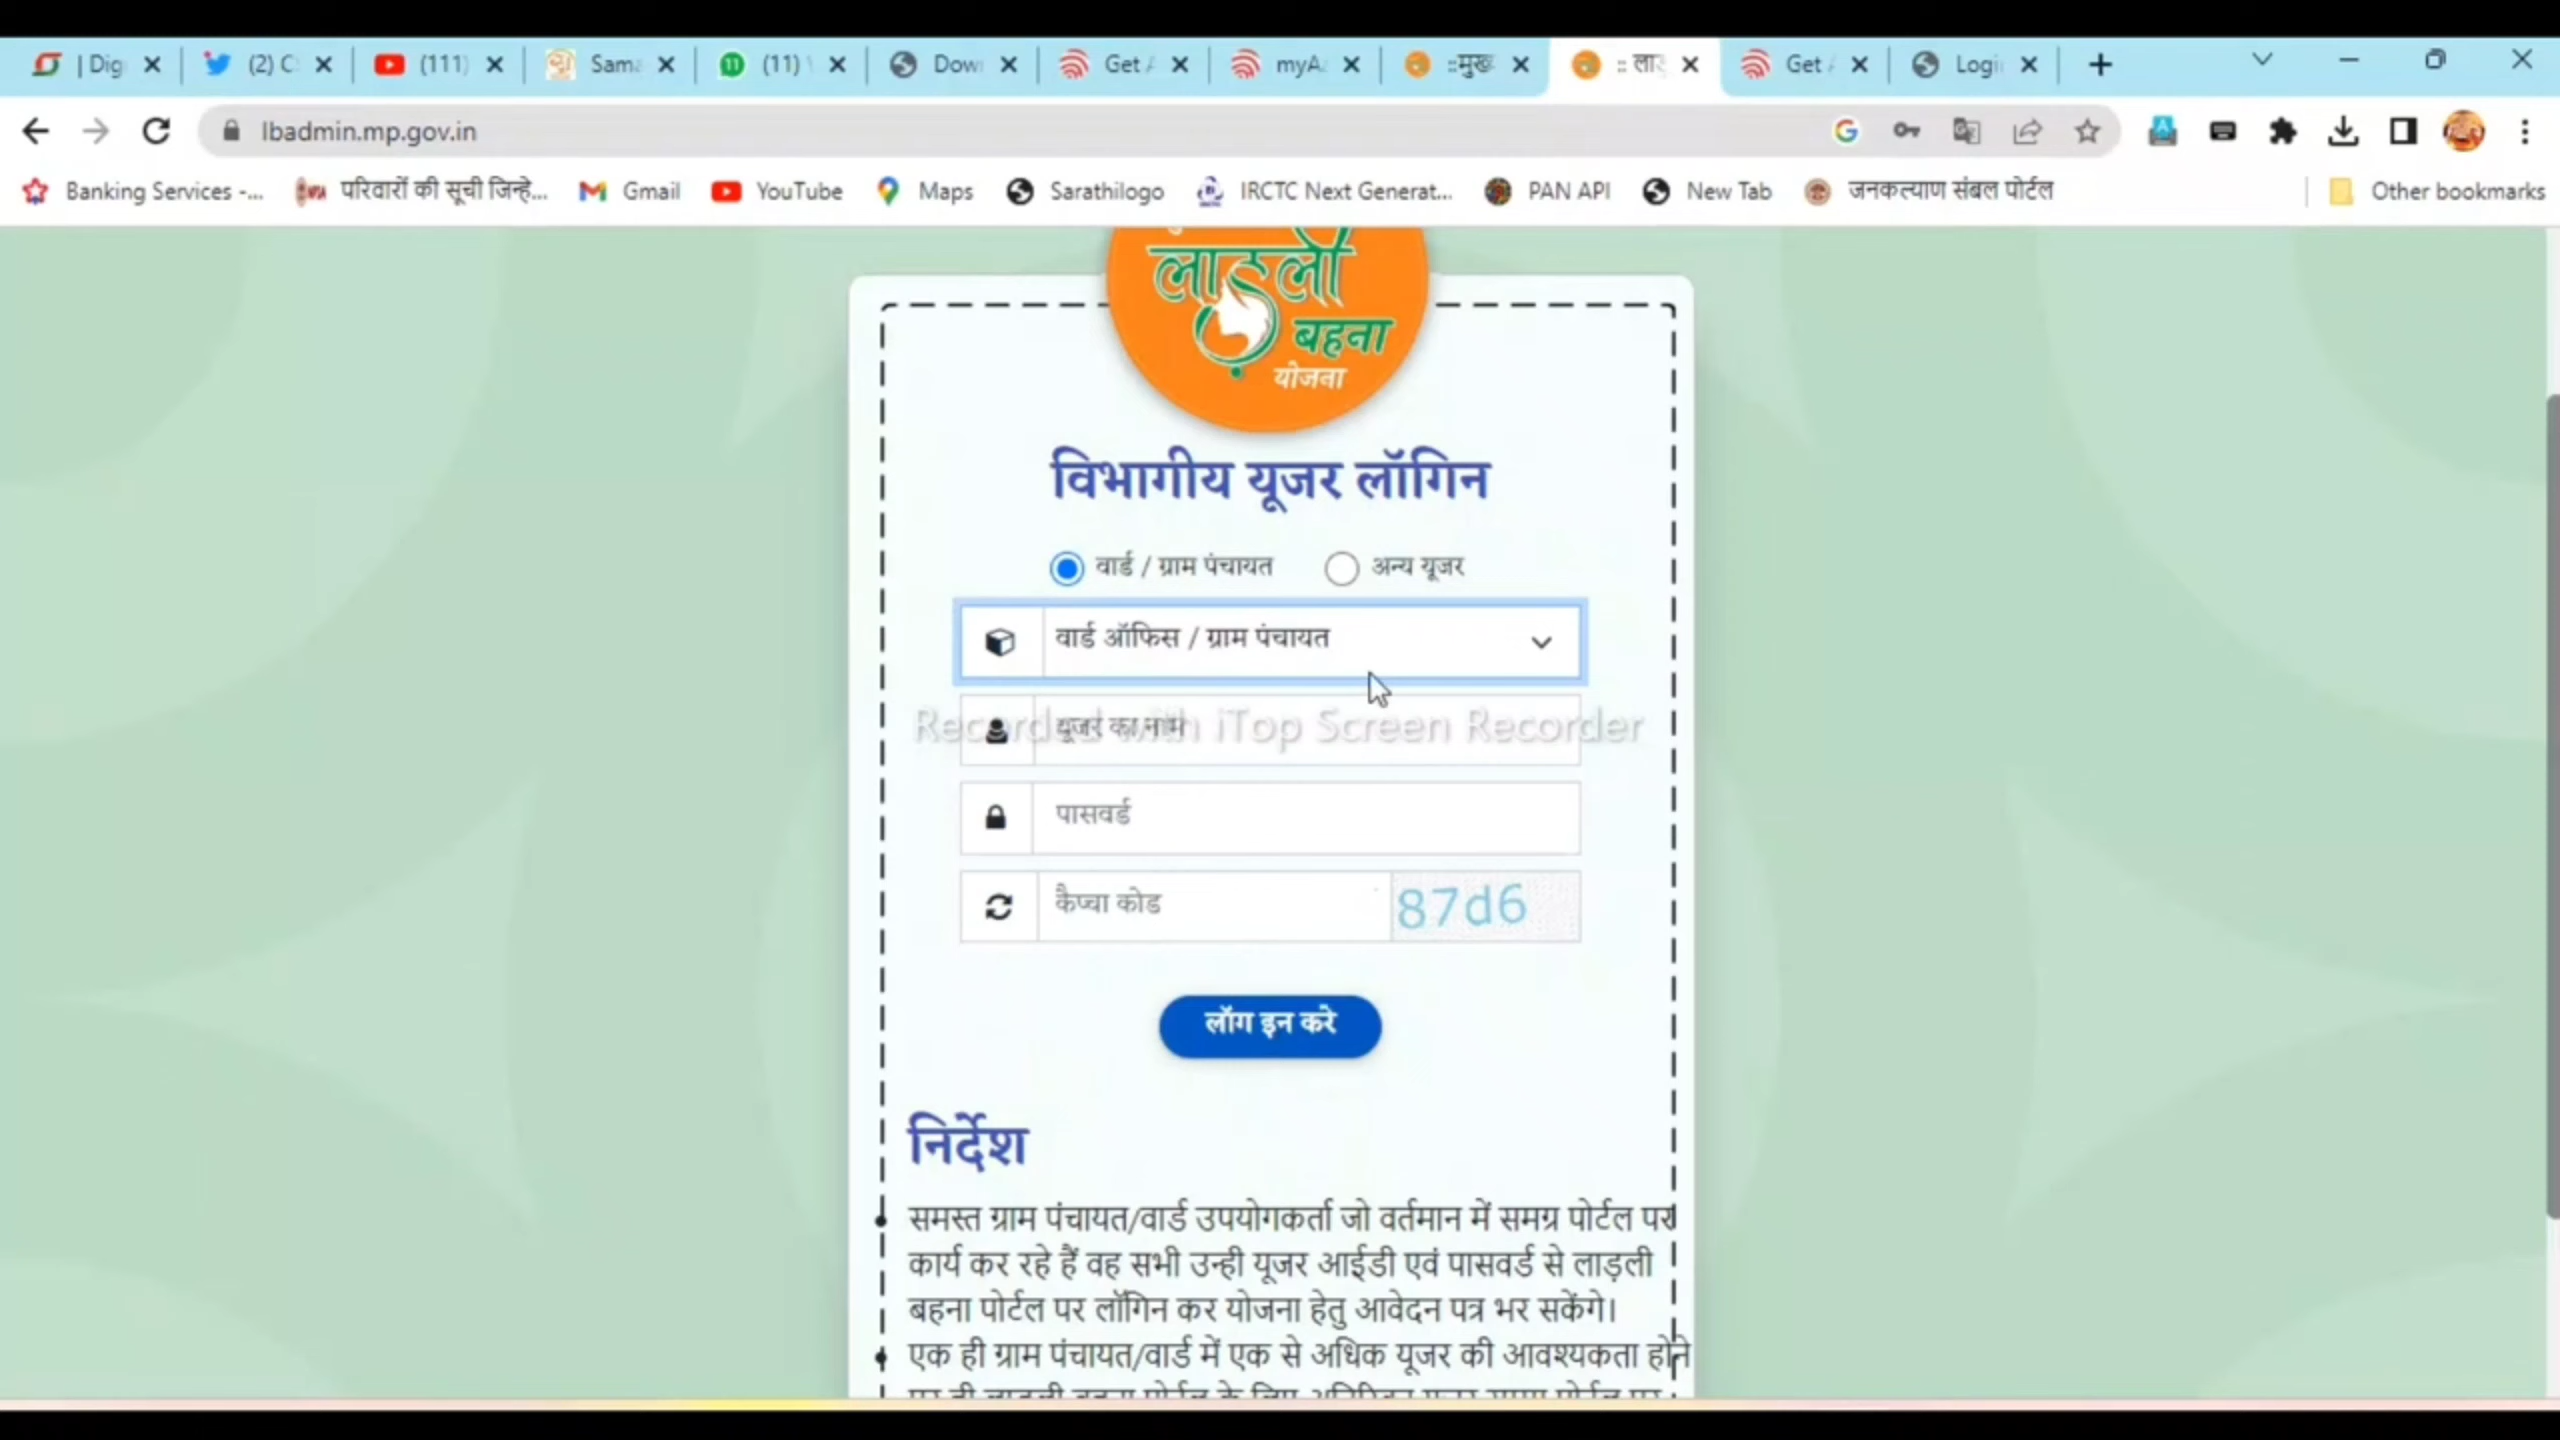 | Dig
(2) C
(111)
Sama
(11)
Down
Get A
myA
::मुख्य
:: लाड़
Get A
Login
lbadmin.mp.gov.in
Banking Services -...
परिवारों की सूची जिन्हे...
Gmail
YouTube
Maps
Sarathilogo
IRCTC Next Generat...
PAN API
New Tab
जनकल्याण संबल पोर्टल
Other bookmarks
लाड़ली
बहना
योजना
विभागीय यूजर लॉगिन
वार्ड / ग्राम पंचायत
अन्य यूजर
वार्ड ऑफिस / ग्राम पंचायत
यूजर का नाम
Recorded with iTop Screen Recorder
पासवर्ड
कैप्चा कोड
87d6
लॉग इन करे
निर्देश
समस्त ग्राम पंचायत/वार्ड उपयोगकर्ता जो वर्तमान में समग्र पोर्टल पर
कार्य कर रहे हैं वह सभी उन्ही यूजर आईडी एवं पासवर्ड से लाड़ली
बहना पोर्टल पर लॉगिन कर योजना हेतु आवेदन पत्र भर सकेंगे।
एक ही ग्राम पंचायत/वार्ड में एक से अधिक यूजर की आवश्यकता होने